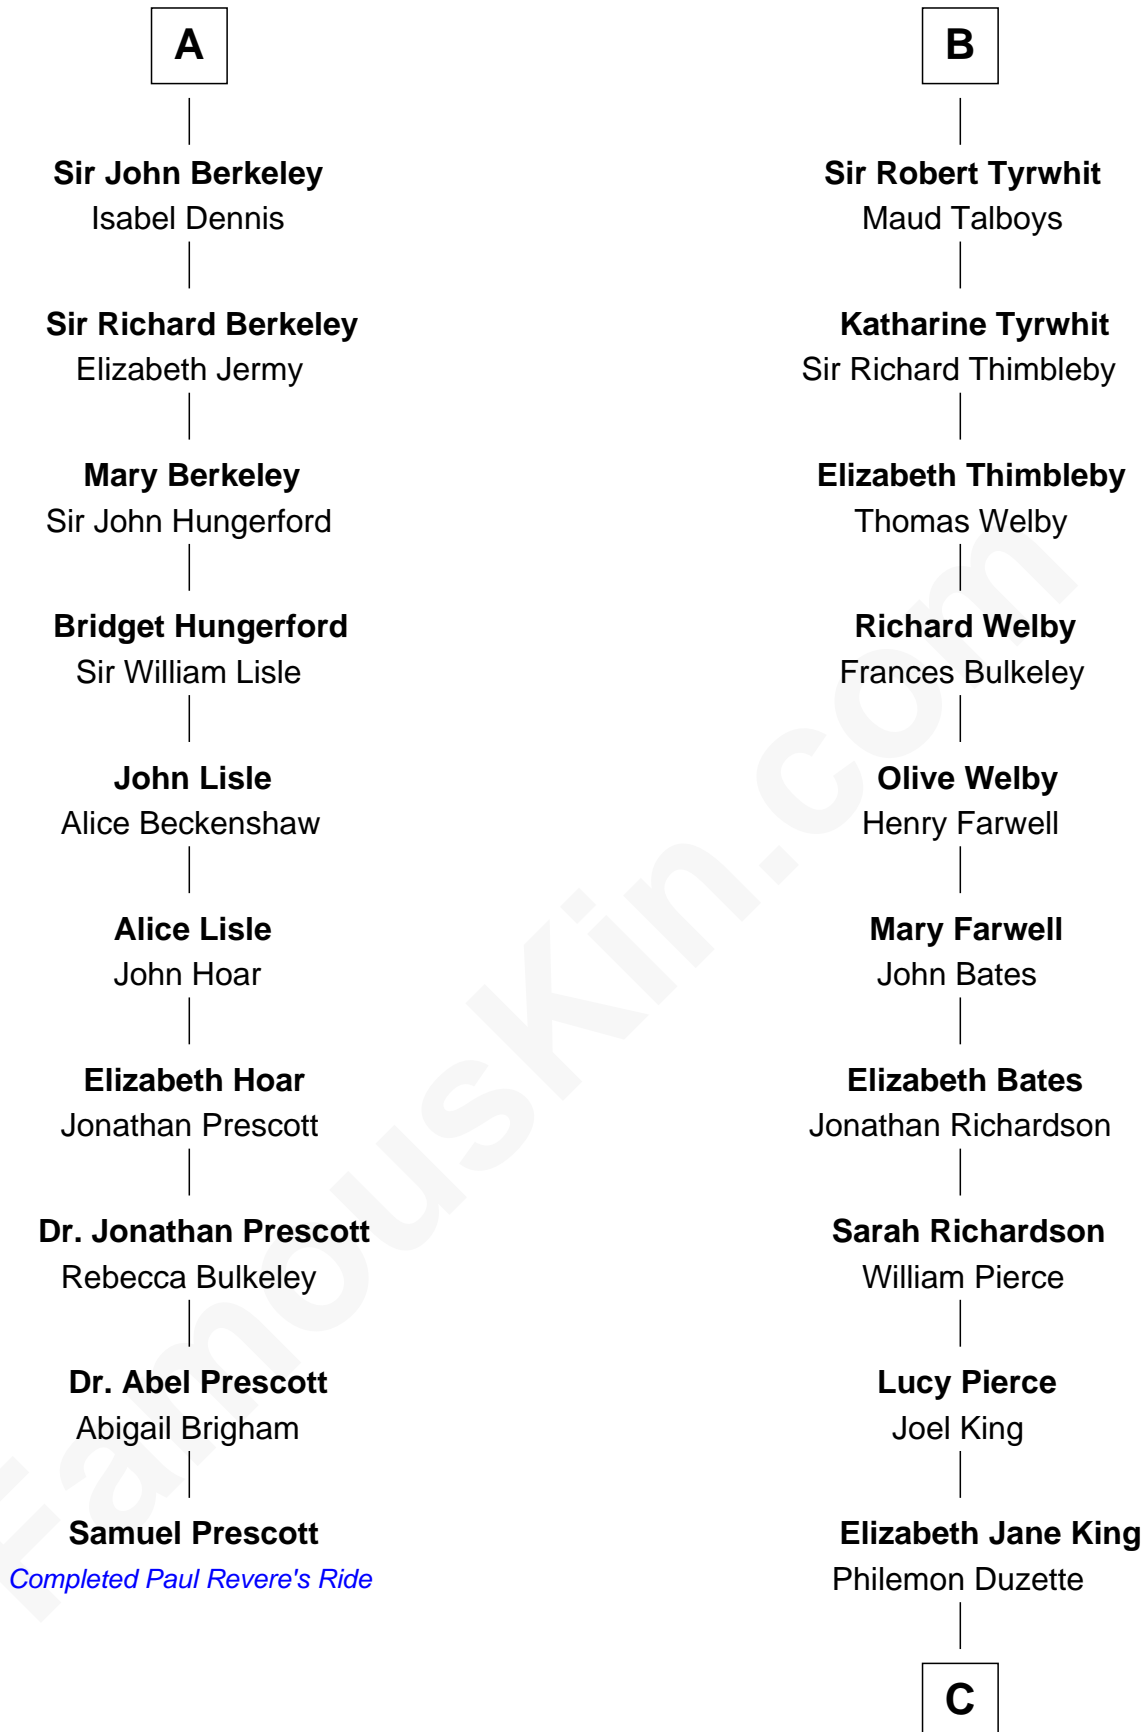 A
Sir John Berkeley
Isabel Dennis
Sir Richard Berkeley
Elizabeth Jermy
Mary Berkeley
Sir John Hungerford
Bridget Hungerford
Sir William Lisle
John Lisle
Alice Beckenshaw
Alice Lisle
John Hoar
Elizabeth Hoar
Jonathan Prescott
Dr. Jonathan Prescott
Rebecca Bulkeley
Dr. Abel Prescott
Abigail Brigham
Samuel Prescott
Completed Paul Revere's Ride
B
Sir Robert Tyrwhit
Maud Talboys
Katharine Tyrwhit
Sir Richard Thimbleby
Elizabeth Thimbleby
Thomas Welby
Richard Welby
Frances Bulkeley
Olive Welby
Henry Farwell
Mary Farwell
John Bates
Elizabeth Bates
Jonathan Richardson
Sarah Richardson
William Pierce
Lucy Pierce
Joel King
Elizabeth Jane King
Philemon Duzette
C
FamousKin.com